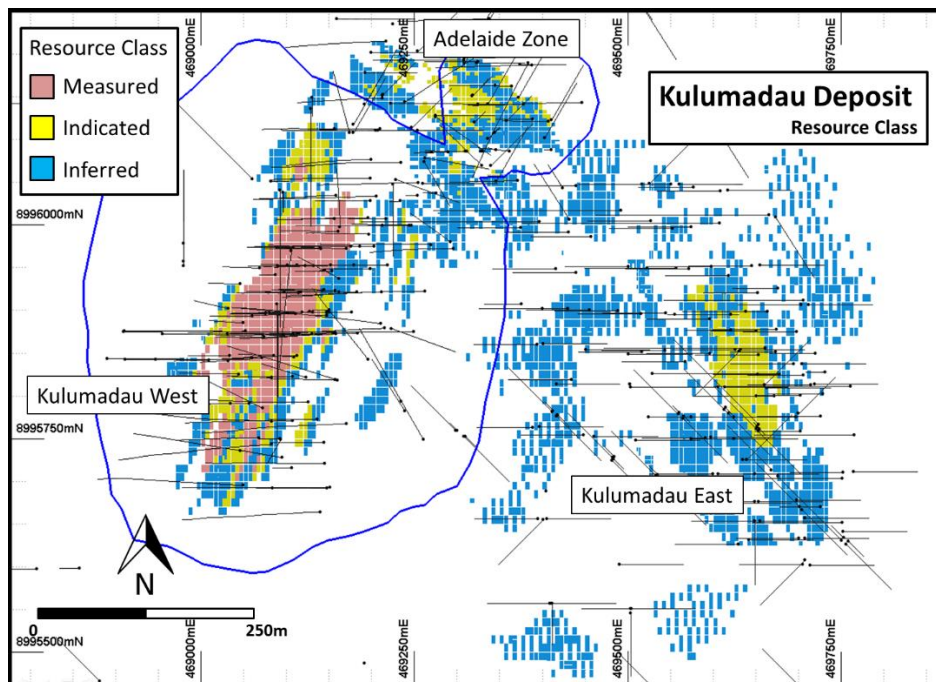 469000mE
469250mE
469500mE
469750mE
Resource Class
Measured
Indicated
Inferred
Adelaide Zone
Kulumadau Deposit
Resource Class
8996000mN
Kulumadau West
8995750mN
Kulumadau East
N
0
250m
8995500mN
469000mE
469250mE
469500mE
469750mE